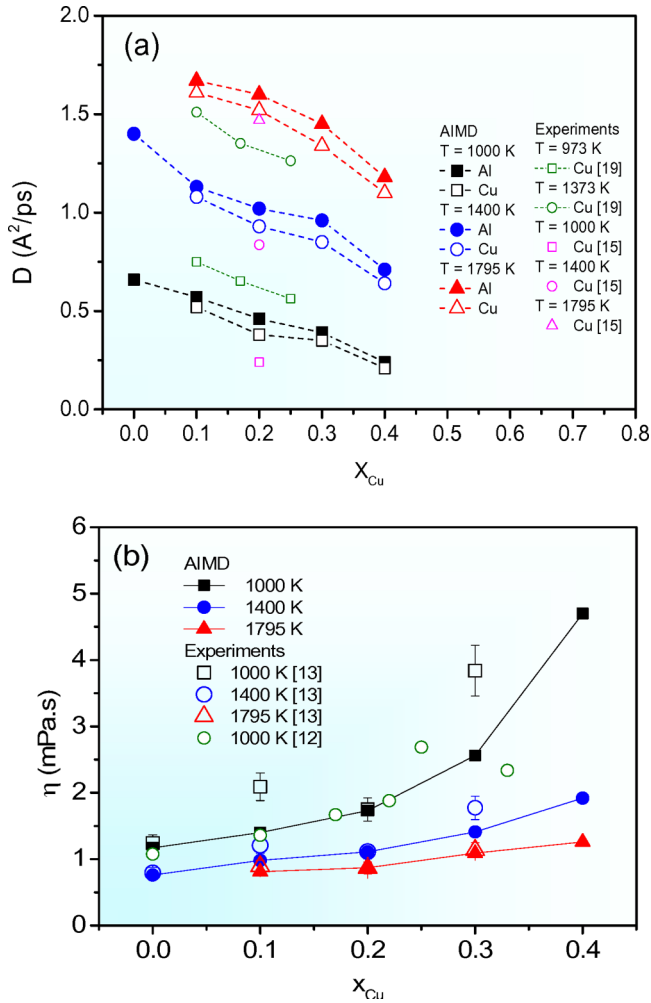 (a)
2.0
1.5
1.0
0.5
0.0
D (A²/ps)
0.0 0.1 0.2 0.3 0.4 0.5 0.6 0.7 0.8
X_Cu
AIMD
T = 1000 K
Al
Cu
T = 1400 K
Al
Cu
T = 1795 K
Al
Cu
Experiments
T = 973 K
Cu [19]
T = 1373 K
Cu [19]
T = 1000 K
Cu [15]
T = 1400 K
Cu [15]
T = 1795 K
Cu [15]
(b)
6
5
4
3
2
1
0
η (mPa.s)
AIMD
1000 K
1400 K
1795 K
Experiments
1000 K [13]
1400 K [13]
1795 K [13]
1000 K [12]
0.0 0.1 0.2 0.3 0.4
x_Cu